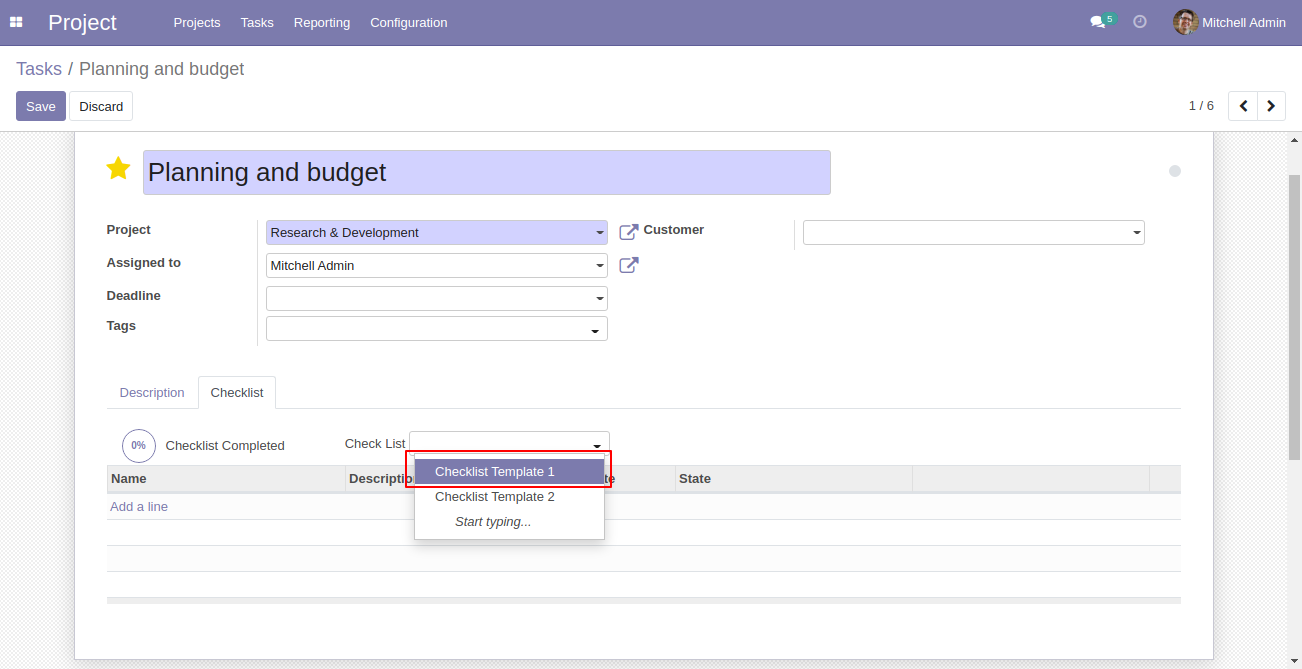 Project Projects Tasks Reporting Configuration 5 Mitchell Admin
Tasks / Planning and budget
Save Discard 1 / 6
Planning and budget
Project Research & Development Customer
Assigned to Mitchell Admin
Deadline
Tags
Description Checklist
0% Checklist Completed Check List
Name Descriptio te State
Checklist Template 1
Checklist Template 2
Start typing...
Add a line